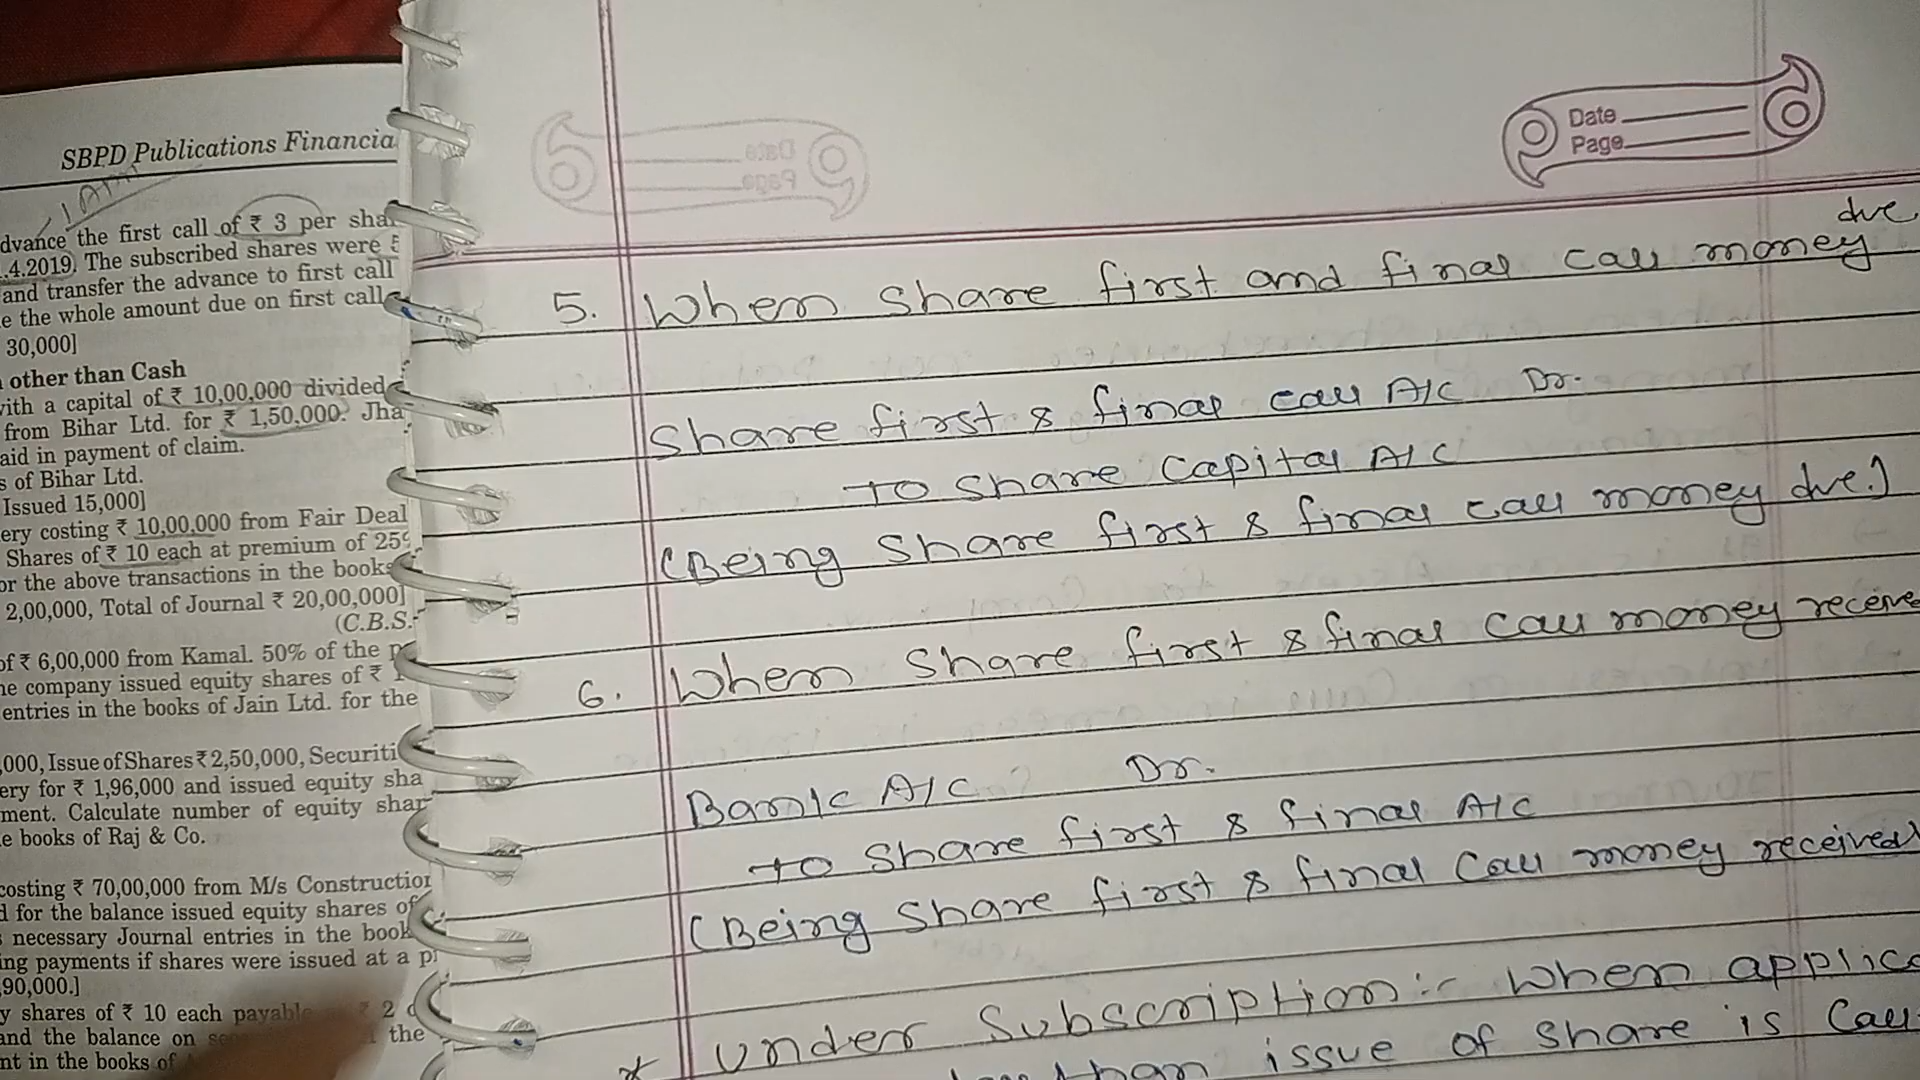 SBPD Publications Financia
dvance the first call of ₹ 3 per sha
.4.2019. The subscribed shares were 5
and transfer the advance to first call
e the whole amount due on first call
30,000]
other than Cash
with a capital of ₹ 10,00,000 divided
from Bihar Ltd. for ₹ 1,50,000. Jha
aid in payment of claim.
s of Bihar Ltd.
Issued 15,000]
ery costing ₹ 10,00,000 from Fair Deal
Shares of ₹ 10 each at premium of 25%
or the above transactions in the books
2,00,000, Total of Journal ₹ 20,00,000]
(C.B.S.
of ₹ 6,00,000 from Kamal. 50% of the p
he company issued equity shares of ₹ 1
entries in the books of Jain Ltd. for the
,000, Issue of Shares ₹ 2,50,000, Securiti
ery for ₹ 1,96,000 and issued equity sha
ment. Calculate number of equity shar
e books of Raj & Co.
costing ₹ 70,00,000 from M/s Construction
d for the balance issued equity shares of
s necessary Journal entries in the book
ing payments if shares were issued at a p
90,000.]
y shares of ₹ 10 each payable ₹ 2
and the balance on the
nt in the books of
Date
Page
5. When share first and final call money due
Share first & final call A/C Dr.
To share capital A/C
(Being share first & final call money due.)
6. When share first & final call money receive
Bank A/C Dr.
To share first & final A/C
(Being share first & final call money received
* Under Subscription :- When applica
than issue of share is Call